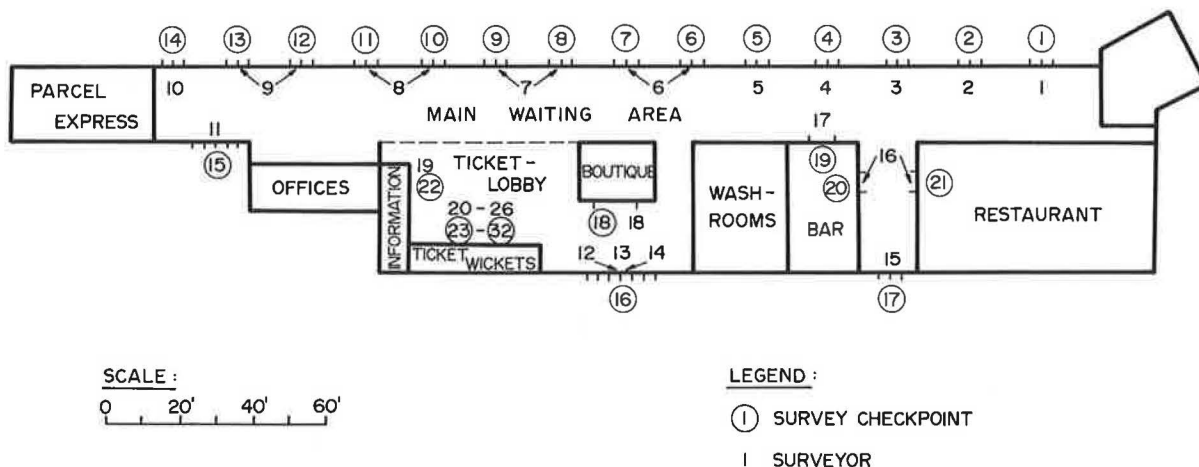 14 13 12 11 10 9 8 7 6 5 4 3 2 1
10 9 8 7 6 5 4 3 2 1
PARCEL
EXPRESS
MAIN WAITING AREA
11
15
17
19
16
20
21
OFFICES
INFORMATION
19
22
TICKET-
LOBBY
20 - 26
23 - 32
TICKET
WICKETS
BOUTIQUE
18 18
12 13 14
16
WASH-
ROOMS
BAR
15
17
RESTAURANT
SCALE :
0 20' 40' 60'
LEGEND :
1 SURVEY CHECKPOINT
1 SURVEYOR